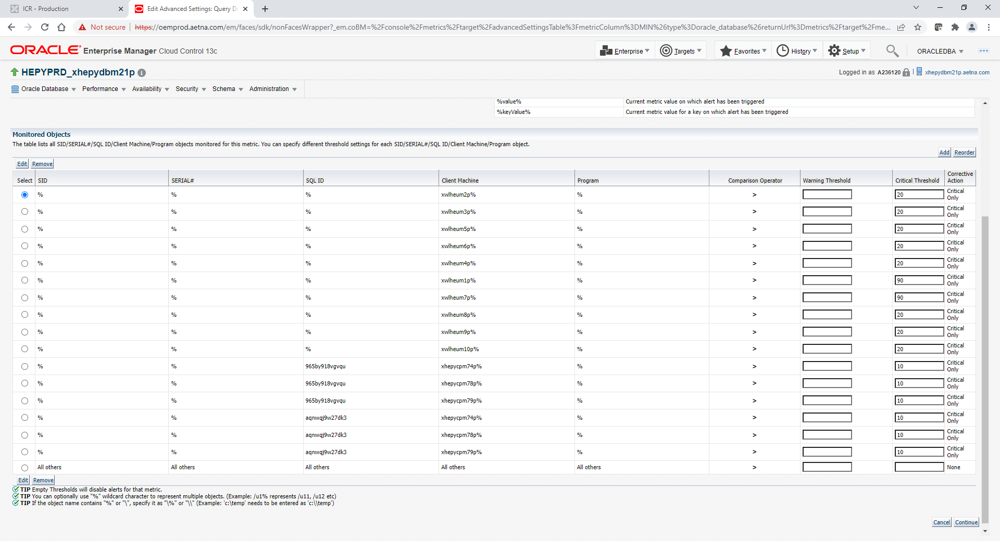 ICR - Production
Edit Advanced Settings: Query D
Not secure
https://oemprod.aetna.com/em/faces/sdk/nonFacesWrapper?_em.coBM=%2Fconsole%2Fmetrics%2Ftarget%2FadvancedSettingsTable%3FmetricColumn%3DMIN%26type%3Doracle_database%26returnUrl%3Dmetrics%2Ftarget%2Fme...
ORACLE Enterprise Manager Cloud Control 13c
Enterprise Targets Favorites History Setup ORACLEDBA
HEPYPRD_xhepydbm21p
Logged in as A236120 xhepydbm21p.aetna.com
Oracle Database Performance Availability Security Schema Administration
%value% Current metric value on which alert has been triggered
%keyValue% Current metric value for a key on which alert has been triggered
Monitored Objects
The table lists all SID/SERIAL#/SQL ID/Client Machine/Program objects monitored for this metric. You can specify different threshold settings for each SID/SERIAL#/SQL ID/Client Machine/Program object.
Add Reorder
Edit Remove
Select SID SERIAL# SQL ID Client Machine Program Comparison Operator Warning Threshold Critical Threshold Corrective Action
% % % xwlheum2p% % > 20 Critical Only
% % % xwlheum3p% % > 20 Critical Only
% % % xwlheum5p% % > 20 Critical Only
% % % xwlheum6p% % > 20 Critical Only
% % % xwlheum4p% % > 20 Critical Only
% % % xwlheum1p% % > 90 Critical Only
% % % xwlheum7p% % > 90 Critical Only
% % % xwlheum8p% % > 20 Critical Only
% % % xwlheum9p% % > 20 Critical Only
% % % xwlheum10p% % > 20 Critical Only
% % 965by918vgvqu xhepycpm74p% % > 10 Critical Only
% % 965by918vgvqu xhepycpm78p% % > 10 Critical Only
% % 965by918vgvqu xhepycpm79p% % > 10 Critical Only
% % aqnwqj9w27dk3 xhepycpm74p% % > 10 Critical Only
% % aqnwqj9w27dk3 xhepycpm78p% % > 10 Critical Only
% % aqnwqj9w27dk3 xhepycpm79p% % > 10 Critical Only
All others All others All others All others All others > None
Edit Remove
TIP Empty Thresholds will disable alerts for that metric.
TIP You can optionally use "%" wildcard character to represent multiple objects. (Example: /u1% represents /u11, /u12 etc)
TIP If the object name contains "%" or "\", specify it as "\%" or "\\" (Example: 'c:\temp' needs to be entered as 'c:\\temp')
Cancel Continue